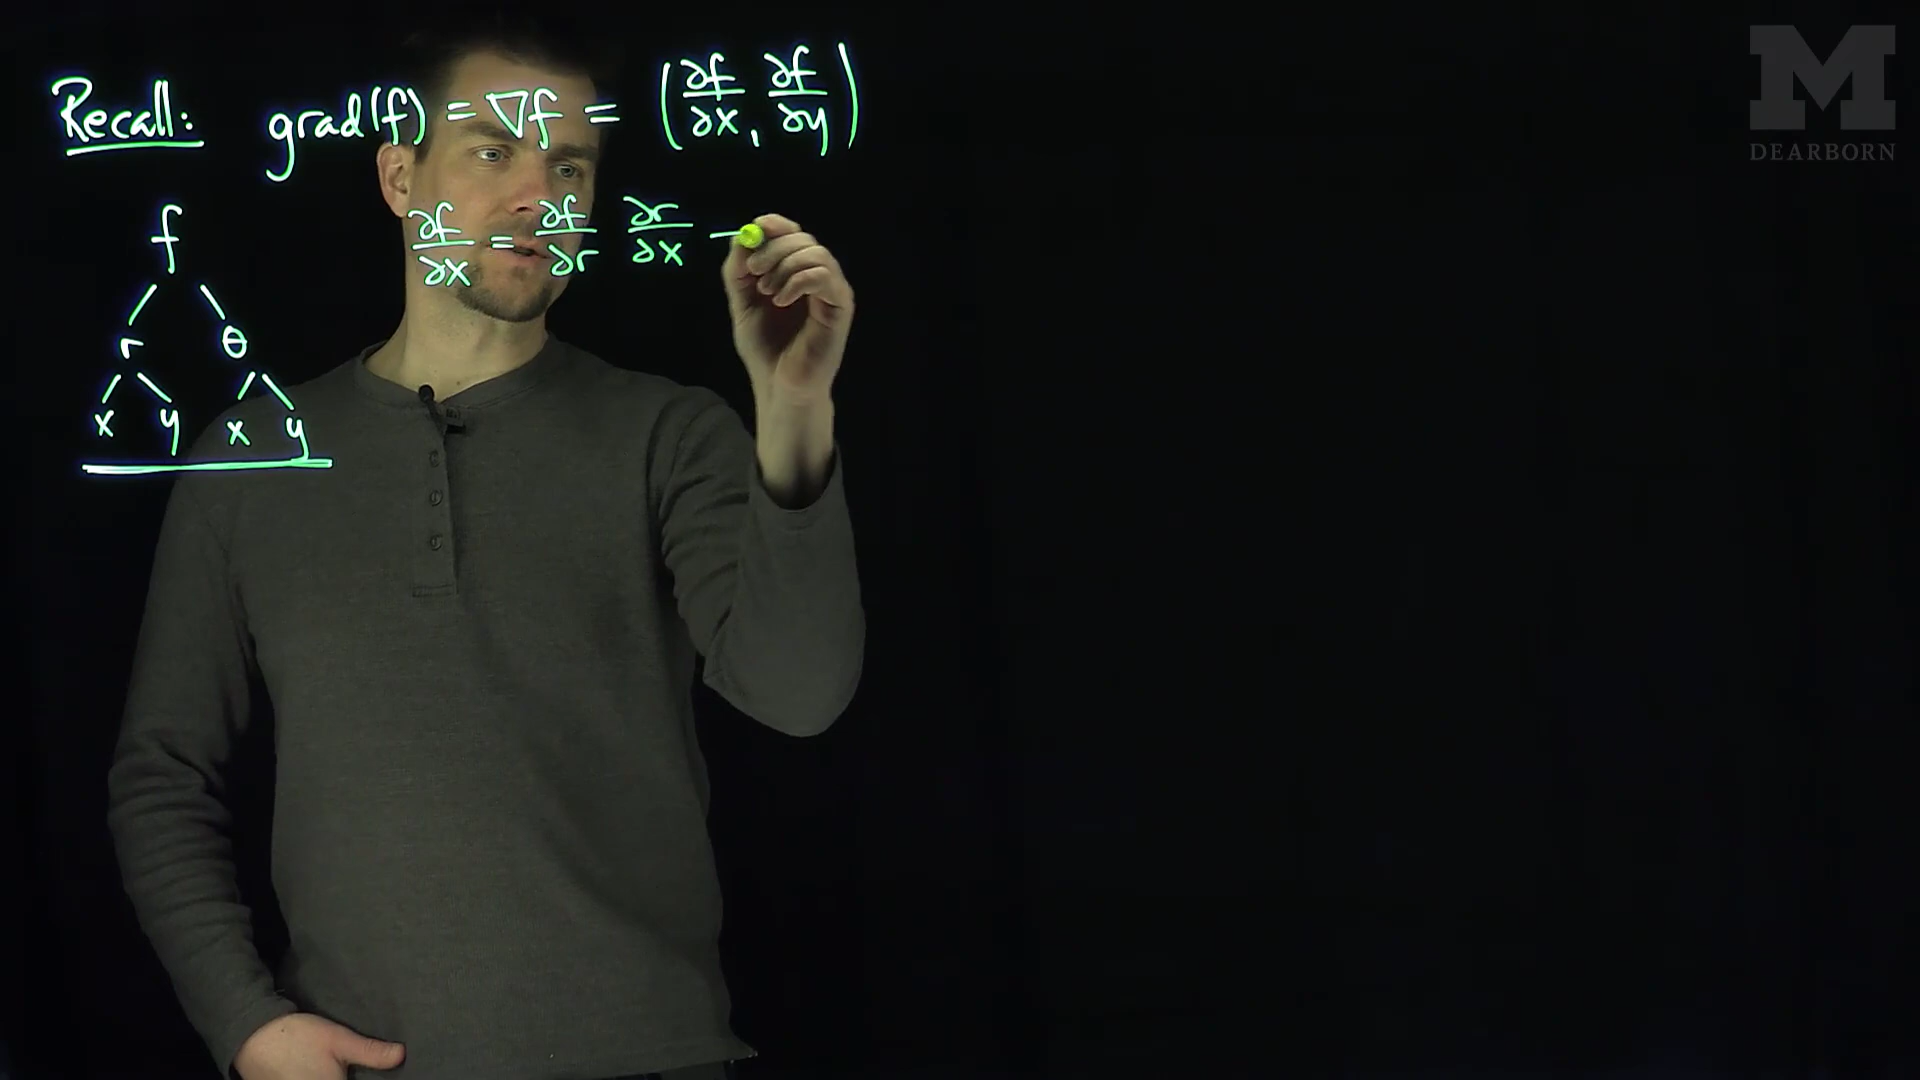 Recall: grad(f) = ∇f = (∂f/∂x, ∂f/∂y)
∂f/∂x = ∂f/∂r ∂r/∂x —
f
r θ
x y x y
M
DEARBORN